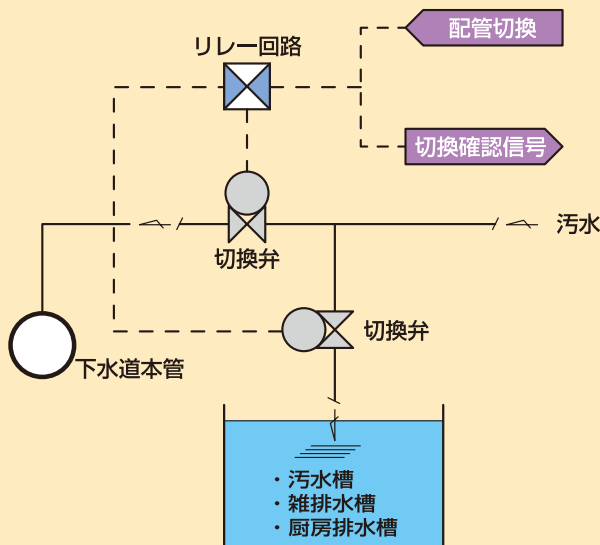 配管切換
リレー回路
切換確認信号
汚水
切換弁
切換弁
下水道本管
・汚水槽
・雑排水槽
・厨房排水槽